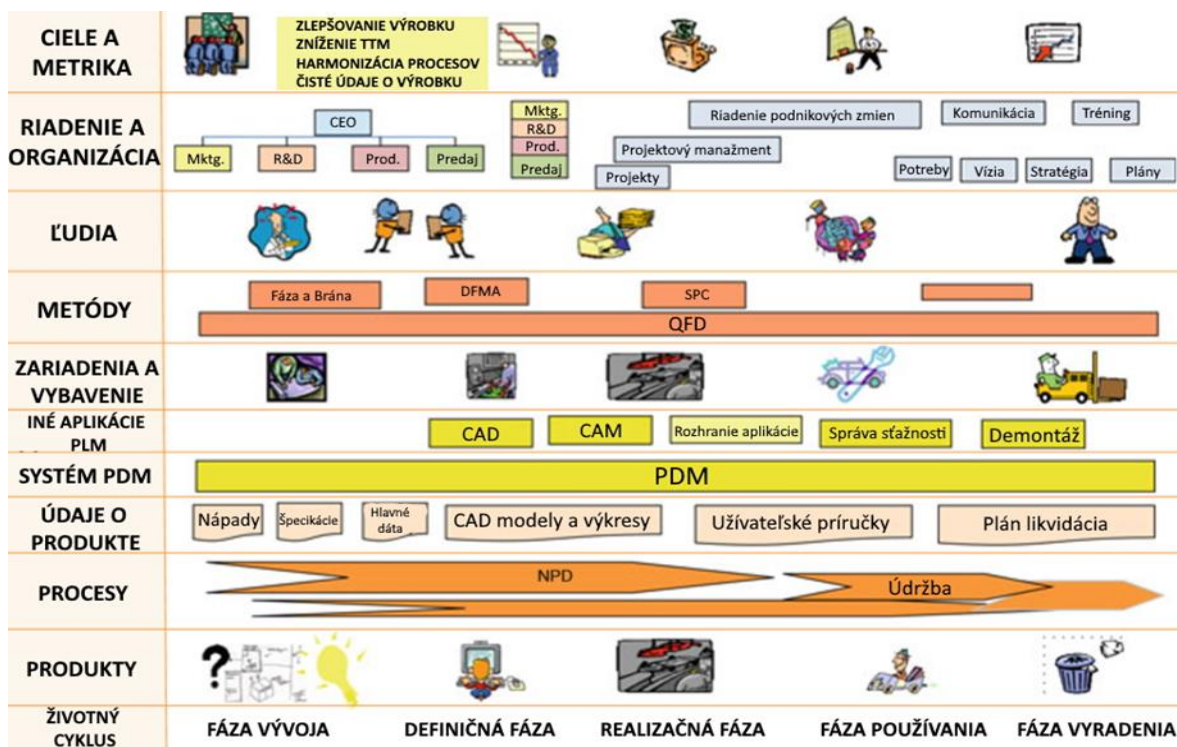 CIELE A
METRIKA
ZLEPŠOVANIE VÝROBKU
ZNÍŽENIE TTM
HARMONIZÁCIA PROCESOV
ČISTÉ ÚDAJE O VÝROBKU
RIADENIE A
ORGANIZÁCIA
CEO
Mktg.
R&D
Prod.
Predaj
Mktg.
R&D
Prod.
Predaj
Riadenie podnikových zmien
Komunikácia
Tréning
Projektový manažment
Projekty
Potreby
Vízia
Stratégia
Plány
ĽUDIA
METÓDY
Fáza a Brána
DFMA
SPC
QFD
ZARIADENIA A
VYBAVENIE
INÉ APLIKÁCIE
PLM
CAD
CAM
Rozhranie aplikácie
Správa sťažností
Demontáž
SYSTÉM PDM
PDM
ÚDAJE O
PRODUKTE
Nápady
Špecikácie
Hlavné
dáta
CAD modely a výkresy
Užívateľské príručky
Plán likvidácia
PROCESY
NPD
Údržba
PRODUKTY
ŽIVOTNÝ
CYKLUS
FÁZA VÝVOJA
DEFINIČNÁ FÁZA
REALIZAČNÁ FÁZA
FÁZA POUŽÍVANIA
FÁZA VYRADENIA